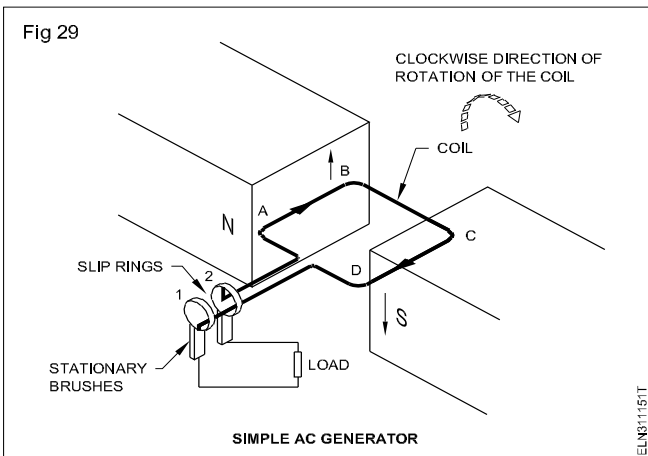 Fig 29
CLOCKWISE DIRECTION OF
ROTATION OF THE COIL
COIL
B
A
N
C
SLIP RINGS
2
D
1
S
STATIONARY
BRUSHES
LOAD
SIMPLE AC GENERATOR
ELN311151T